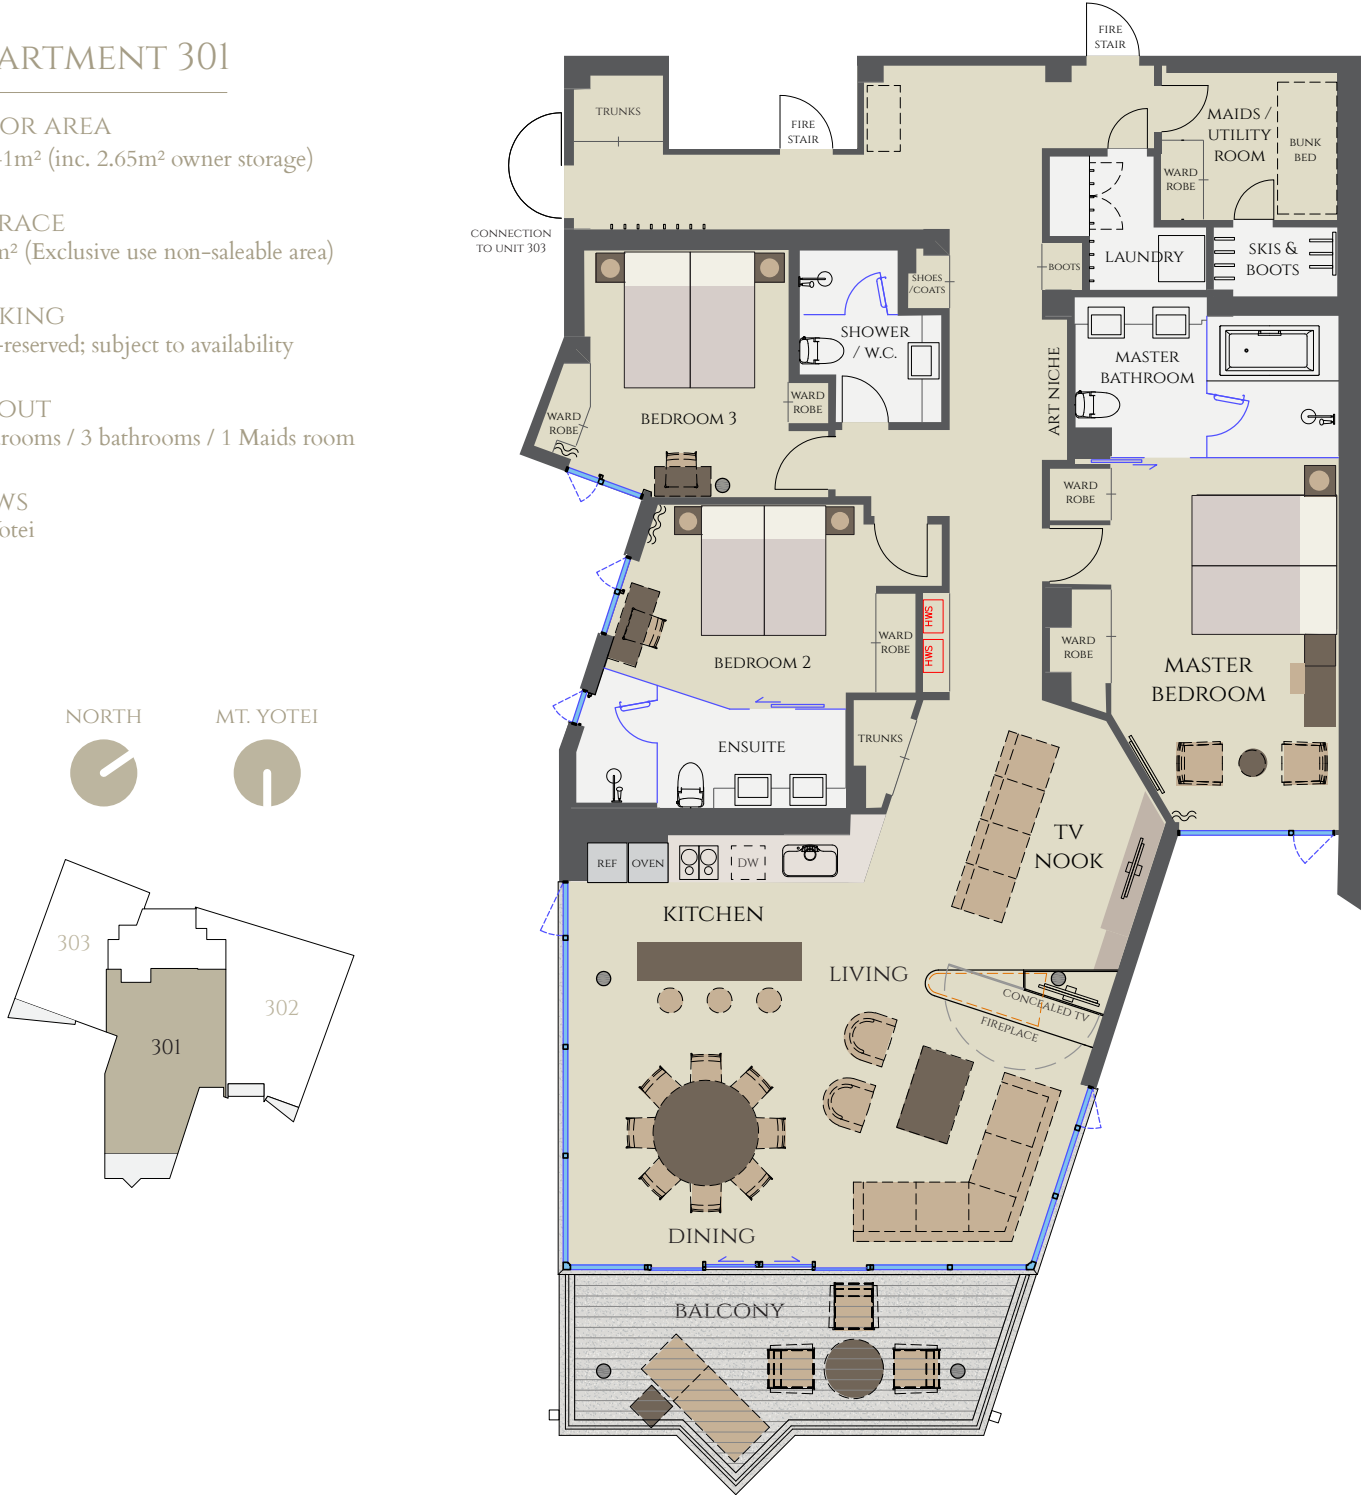 ARTMENT 301
OR AREA
1m² (inc. 2.65m² owner storage)
RACE
m² (Exclusive use non-saleable area)
KING
-reserved; subject to availability
OUT
rooms / 3 bathrooms / 1 Maids room
WS
otei
NORTH
MT. YOTEI
303
302
301
FIRE
STAIR
TRUNKS
FIRE
STAIR
MAIDS /
UTILITY
ROOM
BUNK
BED
WARD
ROBE
CONNECTION
TO UNIT 303
LAUNDRY
SKIS &
BOOTS
BOOTS
SHOES
/COATS
SHOWER
/ W.C.
ART NICHE
MASTER
BATHROOM
WARD
ROBE
BEDROOM 3
WARD
ROBE
WARD
ROBE
HWS
HWS
WARD
ROBE
WARD
ROBE
BEDROOM 2
MASTER
BEDROOM
ENSUITE
TRUNKS
TV
NOOK
REF
OVEN
DW
KITCHEN
LIVING
CONCEALED TV
FIREPLACE
DINING
BALCONY